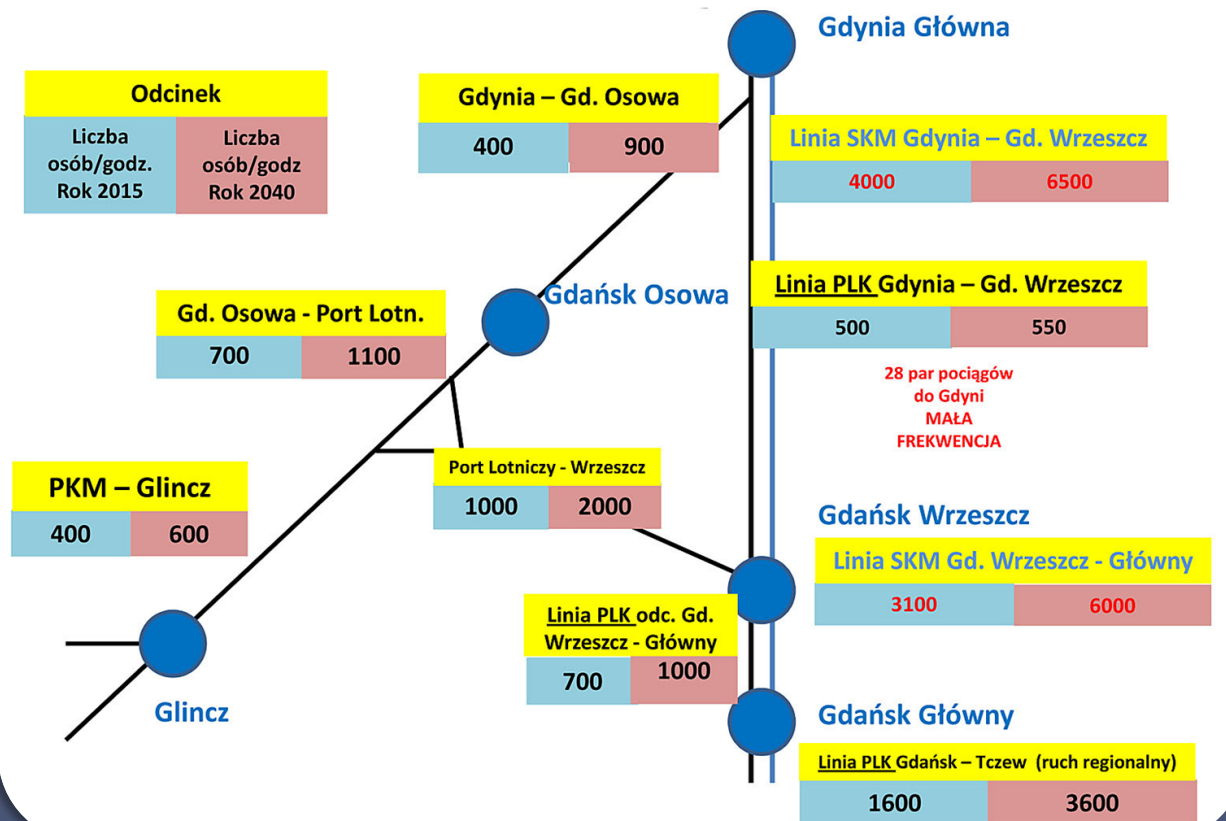 Gdynia Główna
Odcinek
Liczba
osób/godz.
Rok 2015
Liczba
osób/godz
Rok 2040
Gdynia – Gd. Osowa
400 900
Linia SKM Gdynia – Gd. Wrzeszcz
4000 6500
Gdańsk Osowa
Linia PLK Gdynia – Gd. Wrzeszcz
500 550
Gd. Osowa - Port Lotn.
700 1100
28 par pociągów
do Gdyni
MAŁA
FREKWENCJA
Port Lotniczy - Wrzeszcz
1000 2000
PKM – Glincz
400 600
Gdańsk Wrzeszcz
Linia SKM Gd. Wrzeszcz - Główny
3100 6000
Linia PLK odc. Gd.
Wrzeszcz - Główny
700 1000
Glincz
Gdańsk Główny
Linia PLK Gdańsk – Tczew (ruch regionalny)
1600 3600